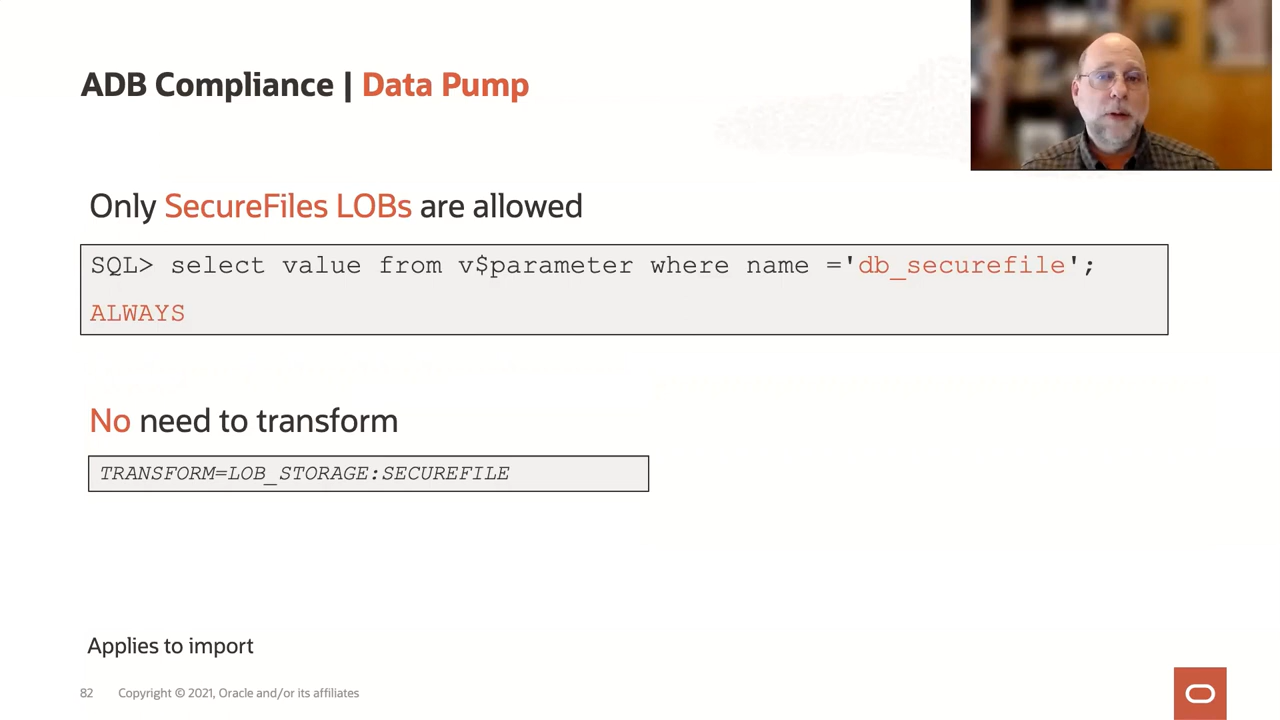 ADB Compliance | Data Pump
Only SecureFiles LOBs are allowed
SQL> select value from v$parameter where name ='db_securefile';
ALWAYS
No need to transform
TRANSFORM=LOB_STORAGE:SECUREFILE
Applies to import
82 Copyright © 2021, Oracle and/or its affiliates